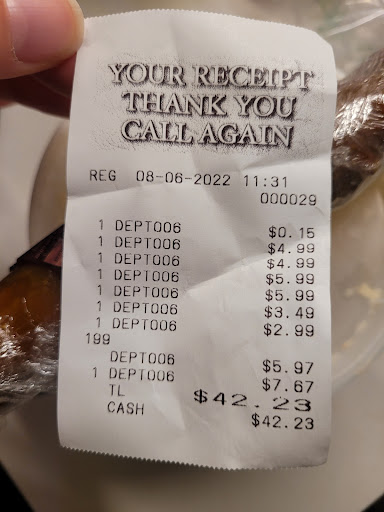 YOUR RECEIPT
THANK YOU
CALL AGAIN
REG 08-06-2022 11:31
000029
1 DEPT006 $0.15
1 DEPT006 $4.99
1 DEPT006 $4.99
1 DEPT006 $5.99
1 DEPT006 $5.99
1 DEPT006 $3.49
1 DEPT006 $2.99
199
DEPT006 $5.97
1 DEPT006 $7.67
TL $42.23
CASH $42.23